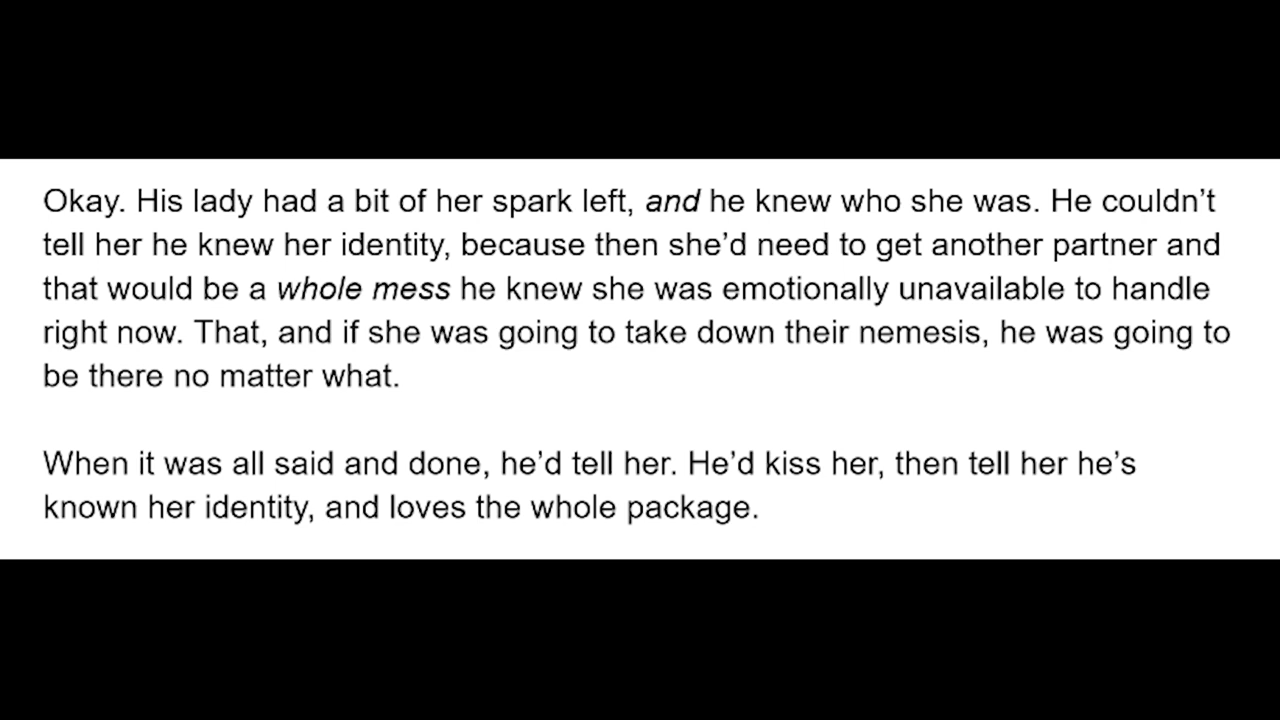 Okay. His lady had a bit of her spark left, and he knew who she was. He couldn’t
tell her he knew her identity, because then she’d need to get another partner and
that would be a whole mess he knew she was emotionally unavailable to handle
right now. That, and if she was going to take down their nemesis, he was going to
be there no matter what.
When it was all said and done, he’d tell her. He’d kiss her, then tell her he’s
known her identity, and loves the whole package.